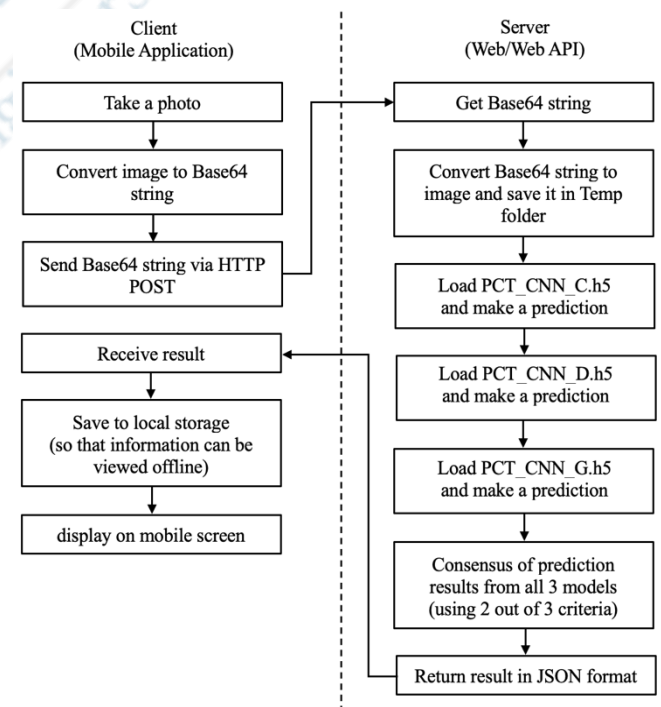 Client
(Mobile Application)
Take a photo
Convert image to Base64
string
Send Base64 string via HTTP
POST
Receive result
Save to local storage
(so that information can be
viewed offline)
display on mobile screen
Server
(Web/Web API)
Get Base64 string
Convert Base64 string to
image and save it in Temp
folder
Load PCT_CNN_C.h5
and make a prediction
Load PCT_CNN_D.h5
and make a prediction
Load PCT_CNN_G.h5
and make a prediction
Consensus of prediction
results from all 3 models
(using 2 out of 3 criteria)
Return result in JSON format